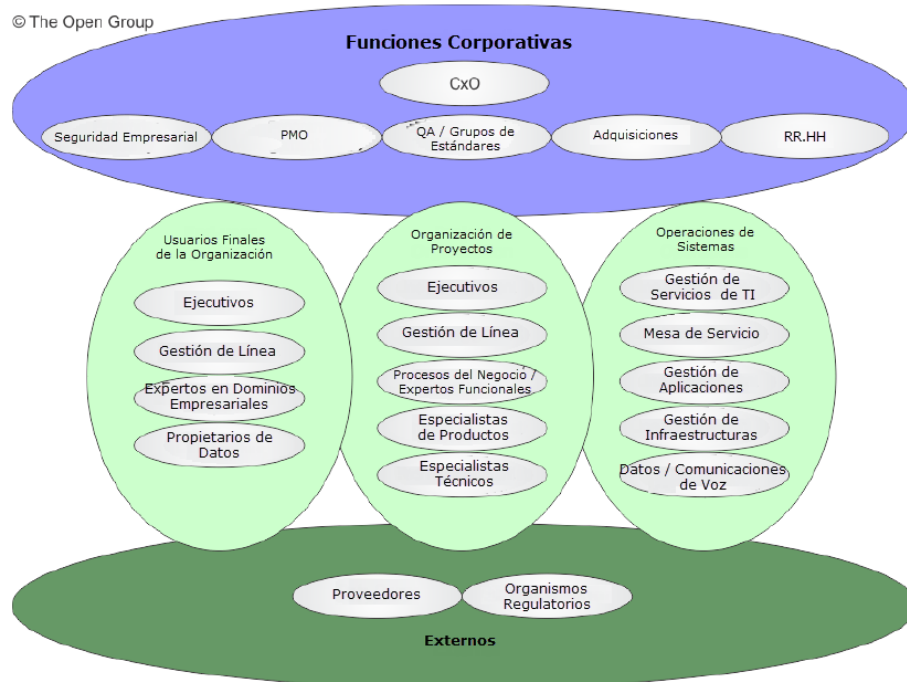 © The Open Group
Funciones Corporativas
CxO
Seguridad Empresarial
PMO
QA / Grupos de
Estándares
Adquisiciones
RR.HH
Usuarios Finales
de la Organización
Ejecutivos
Gestión de Línea
Expertos en Dominios
Empresariales
Propietarios de
Datos
Organización de
Proyectos
Ejecutivos
Gestión de Línea
Procesos del Negoció /
Expertos Funcionales
Especialistas
de Productos
Especialistas
Técnicos
Operaciones de
Sistemas
Gestión de
Servicios de TI
Mesa de Servicio
Gestión de
Aplicaciones
Gestión de
Infraestructuras
Datos / Comunicaciones
de Voz
Proveedores
Organismos
Regulatorios
Externos